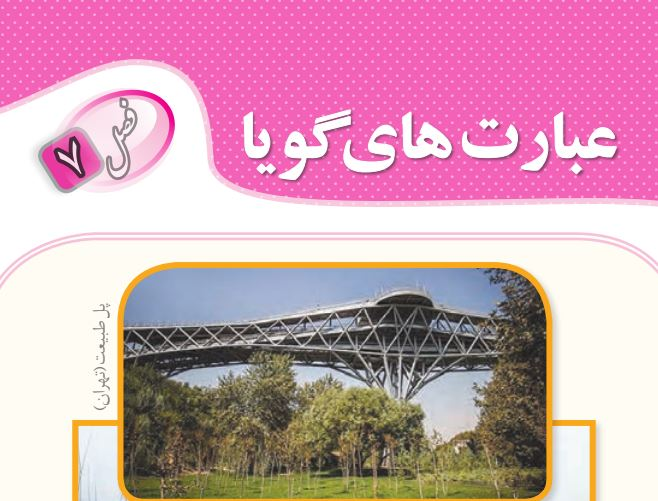 عبارت های گویا
فصل
۷
پل طبیعت (تهران)